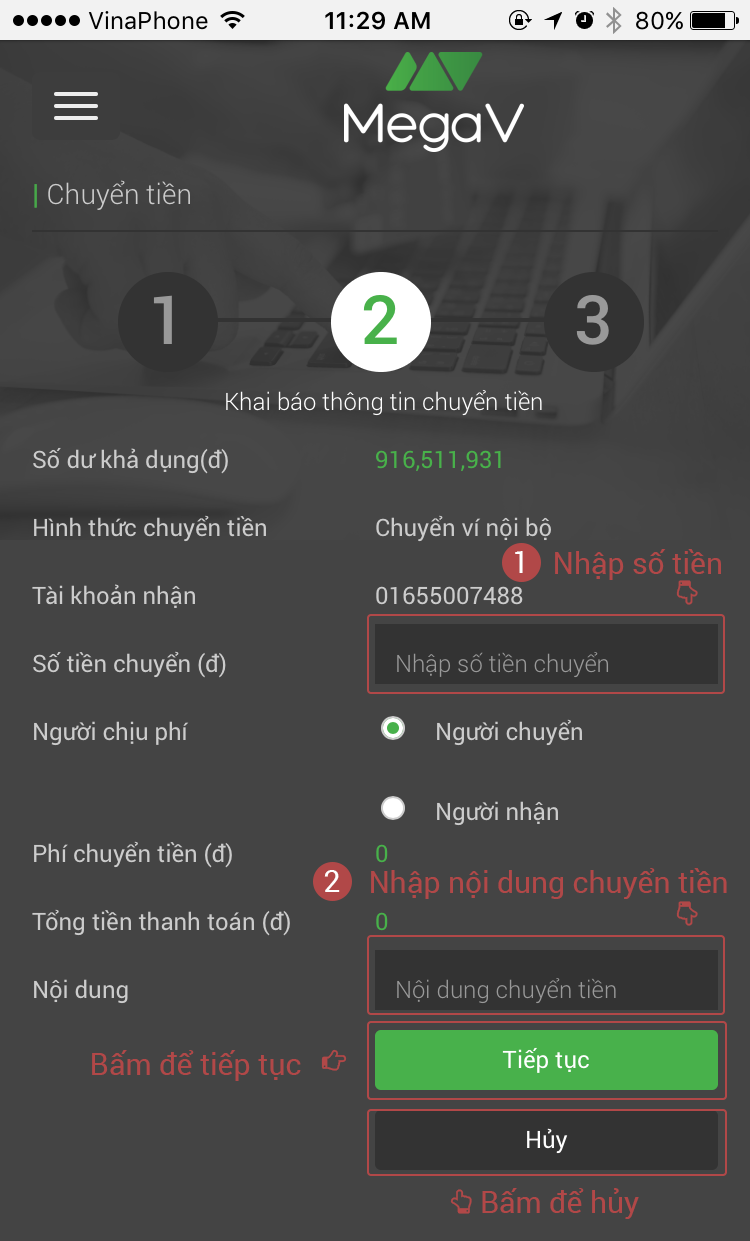 VinaPhone 11:29 AM 80%
MegaV
Chuyển tiền
1 2 3
Khai báo thông tin chuyển tiền
Số dư khả dụng(đ) 916,511,931
Hình thức chuyển tiền Chuyển ví nội bộ
1 Nhập số tiền
Tài khoản nhận 01655007488
Số tiền chuyển (đ) Nhập số tiền chuyển
Người chịu phí Người chuyển
Người nhận
Phí chuyển tiền (đ) 0
2 Nhập nội dung chuyển tiền
Tổng tiền thanh toán (đ) 0
Nội dung Nội dung chuyển tiền
Bấm để tiếp tục Tiếp tục
Hủy
Bấm để hủy